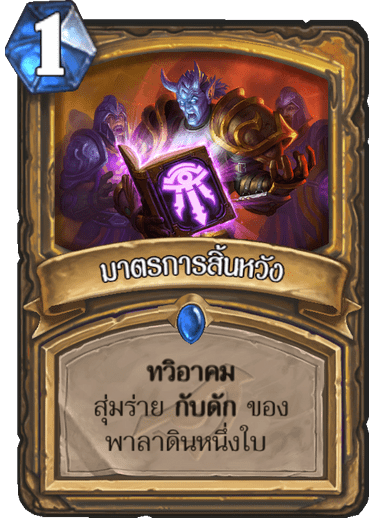 1
มาตรการสิ้นหวัง
ทวิอาคม
สุ่มร่าย กับดัก ของ
พาลาดินหนึ่งใบ